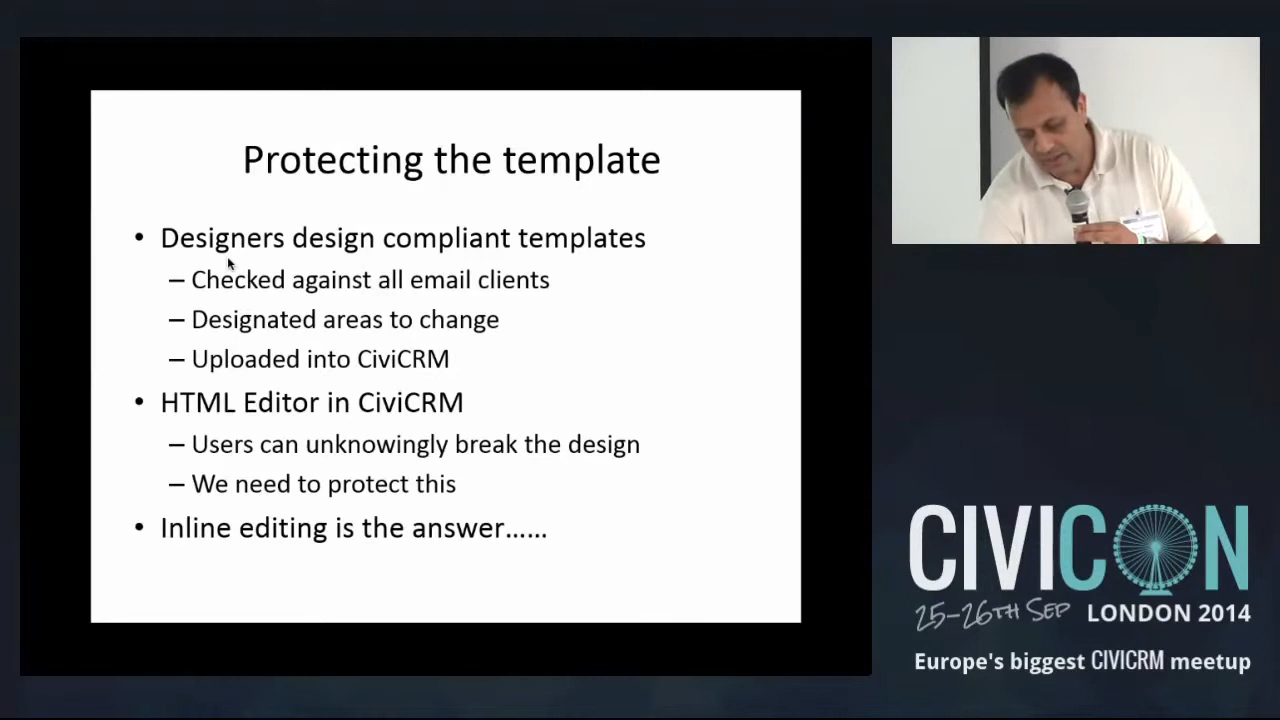 Protecting the template
• Designers design compliant templates
– Checked against all email clients
– Designated areas to change
– Uploaded into CiviCRM
• HTML Editor in CiviCRM
– Users can unknowingly break the design
– We need to protect this
• Inline editing is the answer......
CIVICON
25-26TH SEP LONDON 2014
Europe's biggest CIVICRM meetup